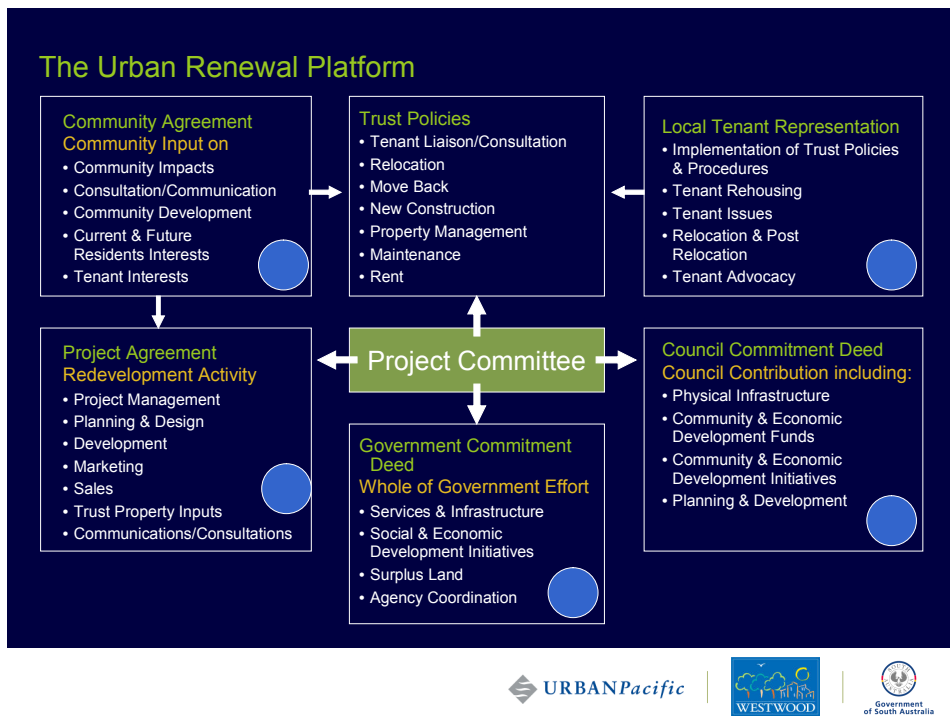 The Urban Renewal Platform
Community Agreement
Community Input on
• Community Impacts
• Consultation/Communication
• Community Development
• Current & Future
Residents Interests
• Tenant Interests
Trust Policies
• Tenant Liaison/Consultation
• Relocation
• Move Back
• New Construction
• Property Management
• Maintenance
• Rent
Local Tenant Representation
• Implementation of Trust Policies
& Procedures
• Tenant Rehousing
• Tenant Issues
• Relocation & Post
Relocation
• Tenant Advocacy
Project Agreement
Redevelopment Activity
• Project Management
• Planning & Design
• Development
• Marketing
• Sales
• Trust Property Inputs
• Communications/Consultations
Project Committee
Government Commitment
Deed
Whole of Government Effort
• Services & Infrastructure
• Social & Economic
Development Initiatives
• Surplus Land
• Agency Coordination
Council Commitment Deed
Council Contribution including:
• Physical Infrastructure
• Community & Economic
Development Funds
• Community & Economic
Development Initiatives
• Planning & Development
URBANPacific
WESTWOOD
SOUTH AUSTRALIA
Government
of South Australia